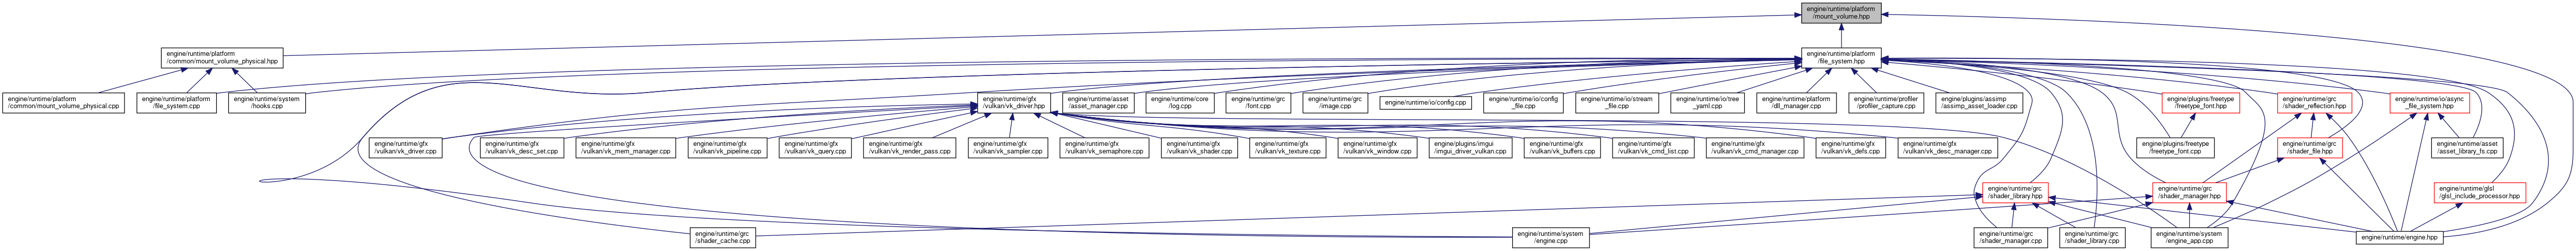 engine/runtime/platform
/mount_volume.hpp
engine/runtime/platform
/common/mount_volume_physical.hpp
engine/runtime/platform
/file_system.hpp
engine/runtime/platform
/common/mount_volume_physical.cpp
engine/runtime/platform
/file_system.cpp
engine/runtime/system
/hooks.cpp
engine/runtime/gfx
/vulkan/vk_driver.hpp
engine/runtime/asset
/asset_manager.cpp
engine/runtime/core
/log.cpp
engine/runtime/grc
/font.cpp
engine/runtime/grc
/image.cpp
engine/runtime/io/config.cpp
engine/runtime/io/config
_file.cpp
engine/runtime/io/stream
_file.cpp
engine/runtime/io/tree
_yaml.cpp
engine/runtime/platform
/dll_manager.cpp
engine/runtime/profiler
/profiler_capture.cpp
engine/plugins/assimp
/assimp_asset_loader.cpp
engine/plugins/freetype
/freetype_font.hpp
engine/runtime/grc
/shader_reflection.hpp
engine/runtime/io/async
_file_system.hpp
engine/runtime/gfx
/vulkan/vk_driver.cpp
engine/runtime/gfx
/vulkan/vk_desc_set.cpp
engine/runtime/gfx
/vulkan/vk_mem_manager.cpp
engine/runtime/gfx
/vulkan/vk_pipeline.cpp
engine/runtime/gfx
/vulkan/vk_query.cpp
engine/runtime/gfx
/vulkan/vk_render_pass.cpp
engine/runtime/gfx
/vulkan/vk_sampler.cpp
engine/runtime/gfx
/vulkan/vk_semaphore.cpp
engine/runtime/gfx
/vulkan/vk_shader.cpp
engine/runtime/gfx
/vulkan/vk_texture.cpp
engine/runtime/gfx
/vulkan/vk_window.cpp
engine/plugins/imgui
/imgui_driver_vulkan.cpp
engine/runtime/gfx
/vulkan/vk_buffers.cpp
engine/runtime/gfx
/vulkan/vk_cmd_list.cpp
engine/runtime/gfx
/vulkan/vk_cmd_manager.cpp
engine/runtime/gfx
/vulkan/vk_defs.cpp
engine/runtime/gfx
/vulkan/vk_desc_manager.cpp
engine/plugins/freetype
/freetype_font.cpp
engine/runtime/grc
/shader_file.hpp
engine/runtime/asset
/asset_library_fs.cpp
engine/runtime/grc
/shader_library.hpp
engine/runtime/grc
/shader_manager.hpp
engine/runtime/glsl
/glsl_include_processor.hpp
engine/runtime/grc
/shader_cache.cpp
engine/runtime/system
/engine.cpp
engine/runtime/grc
/shader_manager.cpp
engine/runtime/grc
/shader_library.cpp
engine/runtime/system
/engine_app.cpp
engine/runtime/engine.hpp